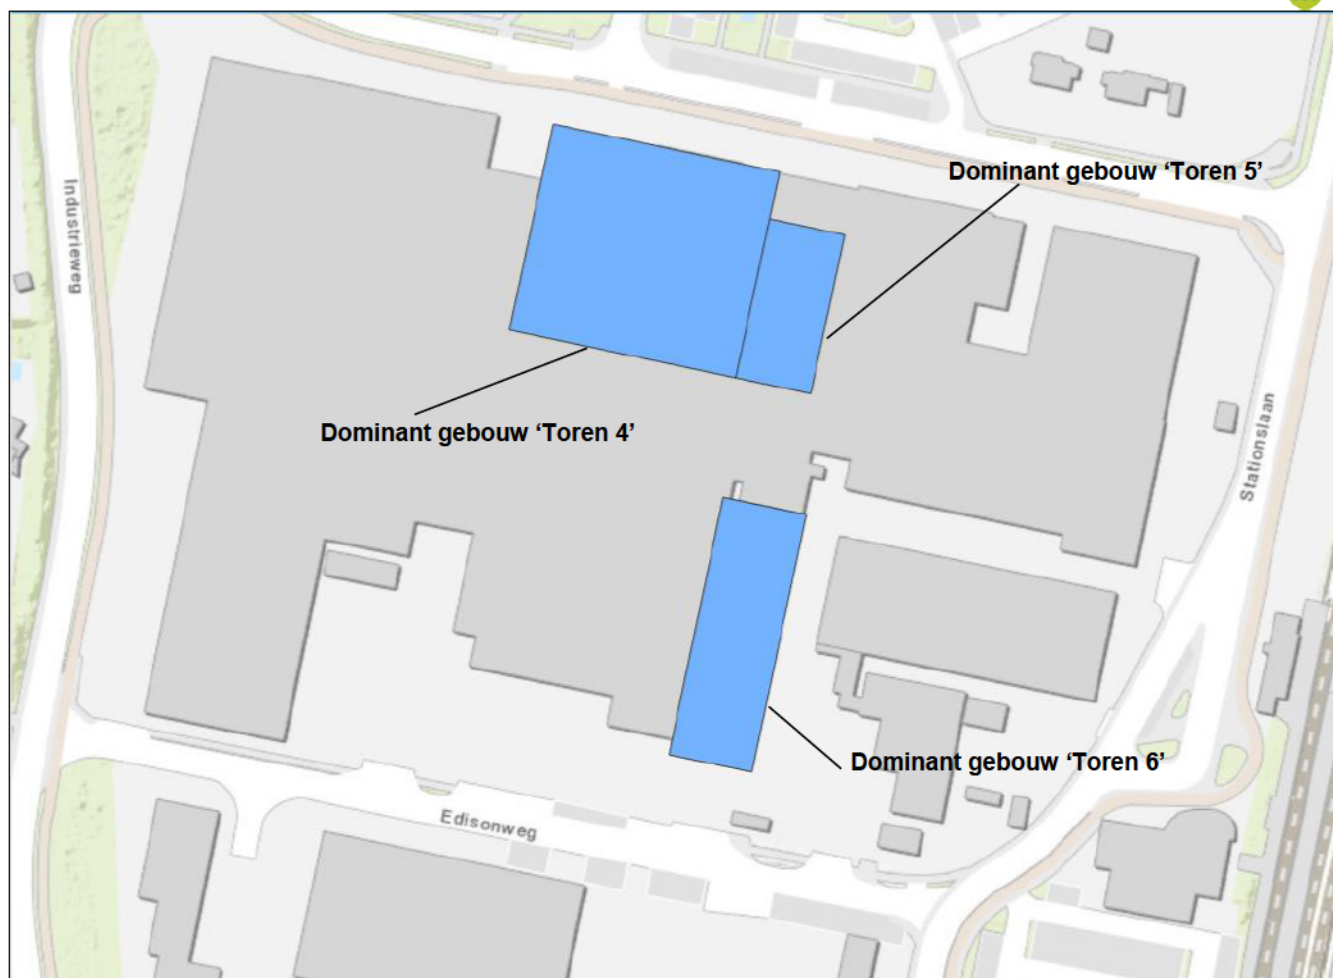 Dominant gebouw ‘Toren 5’
Industrieweg
Dominant gebouw ‘Toren 4’
Stationslaan
Dominant gebouw ‘Toren 6’
Edisonweg